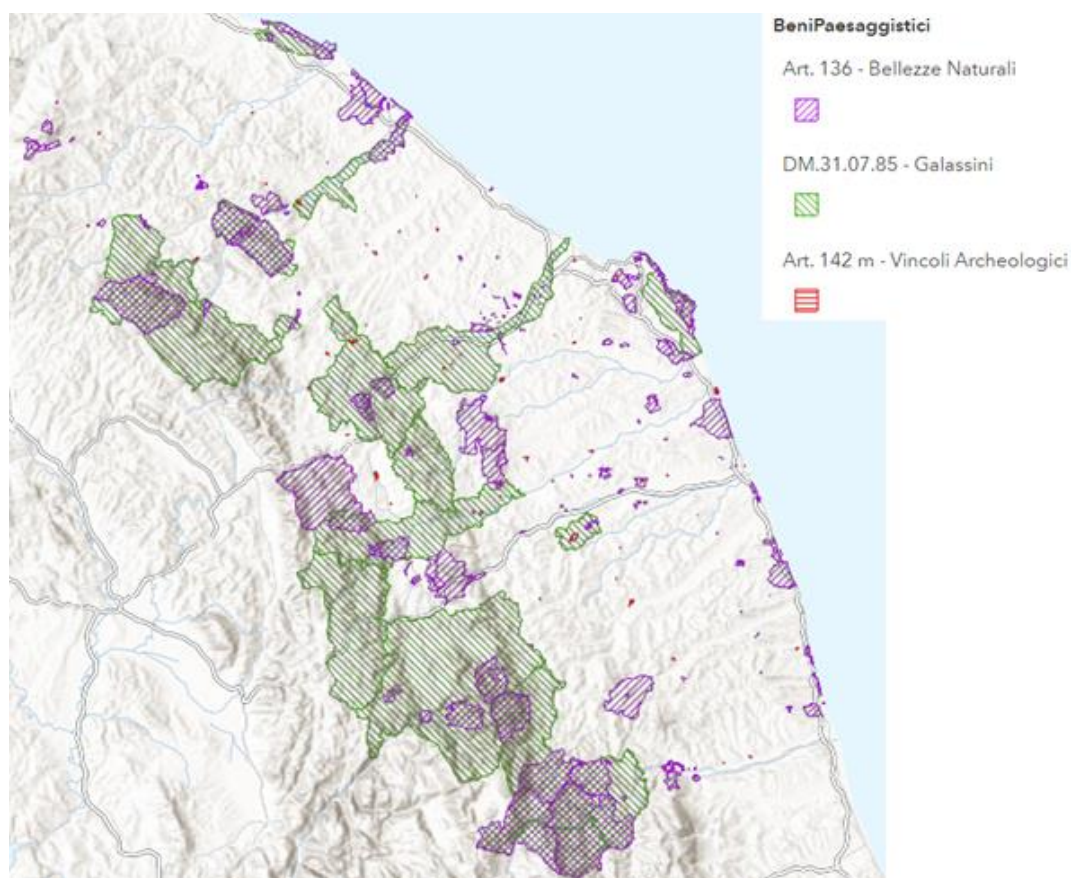 BeniPaesaggistici
Art. 136 - Bellezze Naturali
DM.31.07.85 - Galassini
Art. 142 m - Vincoli Archeologici